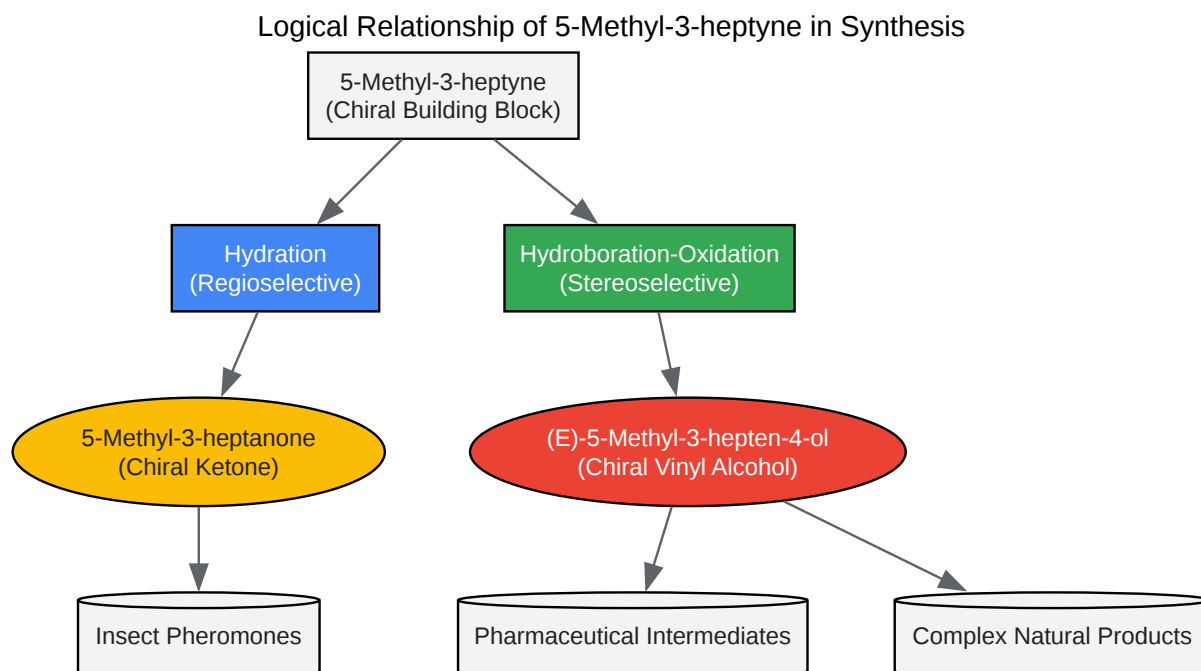 Logical Relationship of 5-Methyl-3-heptyne in Synthesis
5-Methyl-3-heptyne
(Chiral Building Block)
Hydration
(Regioselective)
Hydroboration-Oxidation
(Stereoselective)
5-Methyl-3-heptanone
(Chiral Ketone)
(E)-5-Methyl-3-hepten-4-ol
(Chiral Vinyl Alcohol)
Insect Pheromones
Pharmaceutical Intermediates
Complex Natural Products